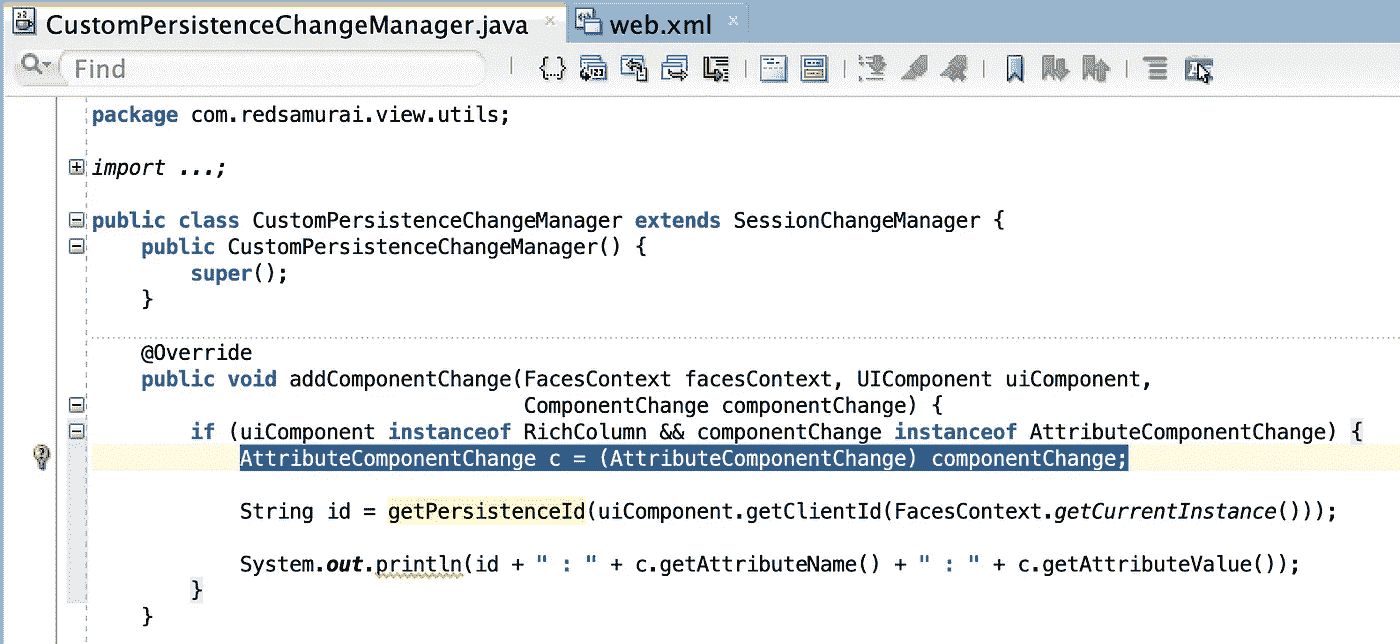 CustomPersistenceChangeManager.java web.xml
Find
package com.redsamurai.view.utils;
import ...;
public class CustomPersistenceChangeManager extends SessionChangeManager {
public CustomPersistenceChangeManager() {
super();
}
@Override
public void addComponentChange(FacesContext facesContext, UIComponent uiComponent,
ComponentChange componentChange) {
if (uiComponent instanceof RichColumn && componentChange instanceof AttributeComponentChange) {
AttributeComponentChange c = (AttributeComponentChange) componentChange;
String id = getPersistenceId(uiComponent.getClientId(FacesContext.getCurrentInstance()));
System.out.println(id + " : " + c.getAttributeName() + " : " + c.getAttributeValue());
}
}